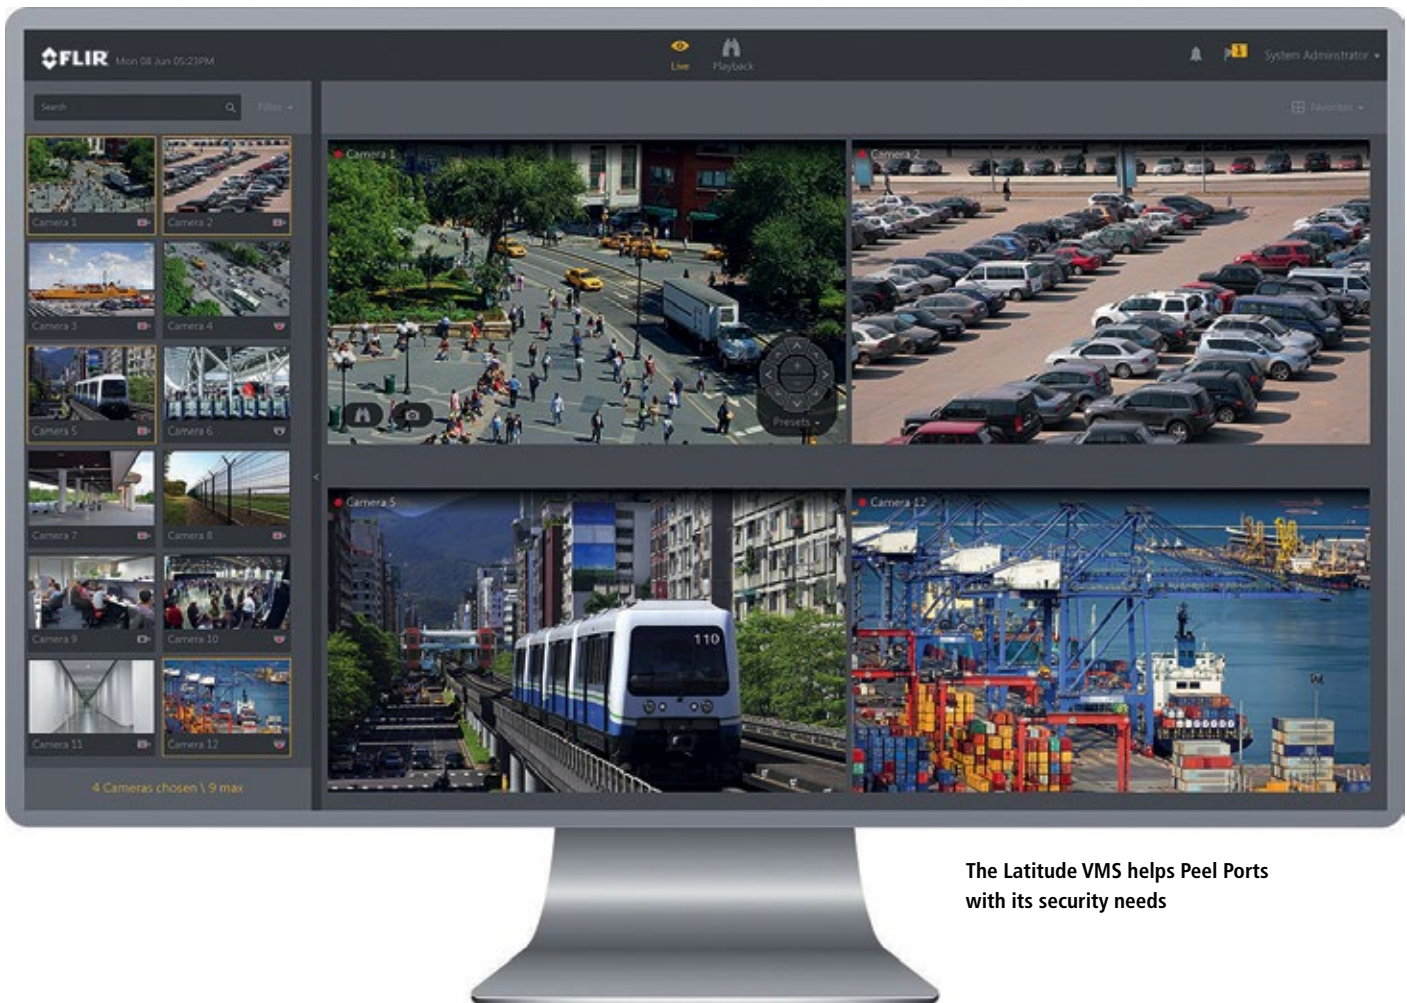 FLIR Mon 08 Jun 05:23PM
Live
Playback
1
System Adminstrator
Search
Filter
Favorites
Camera 1
Camera 2
Camera 3
Camera 4
Camera 5
Camera 6
Camera 7
Camera 8
Camera 9
Camera 10
Camera 11
Camera 12
4 Cameras chosen \ 9 max
Camera 1
Presets
Camera 2
Camera 5
110
Camera 12
The Latitude VMS helps Peel Ports
with its security needs